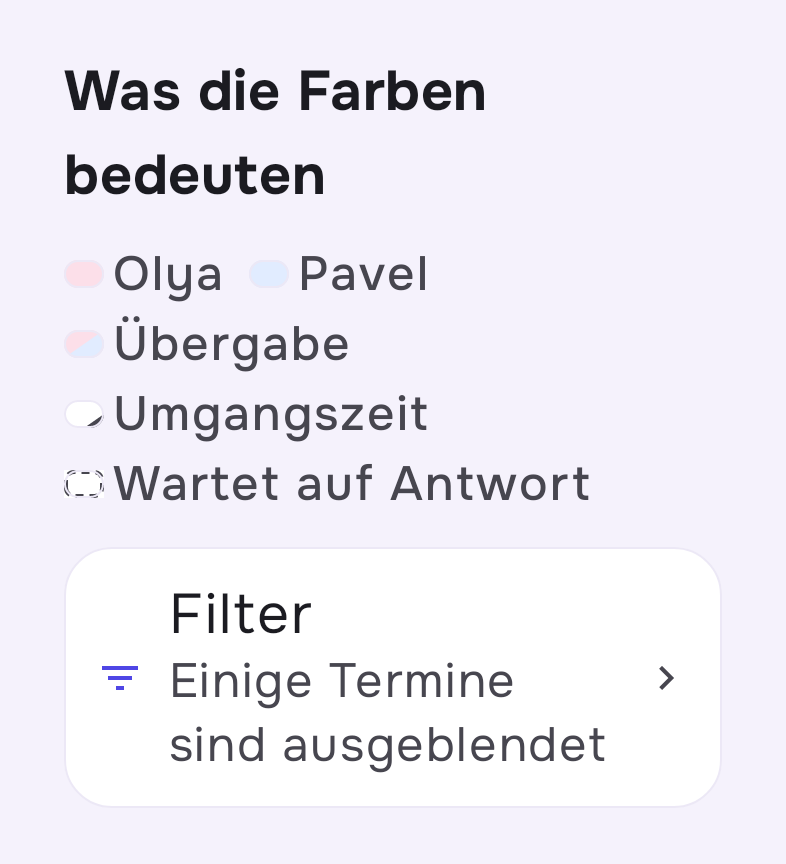 Was die Farben
bedeuten
Olya Pavel
Übergabe
Umgangszeit
Wartet auf Antwort
Filter
Einige Termine
sind ausgeblendet